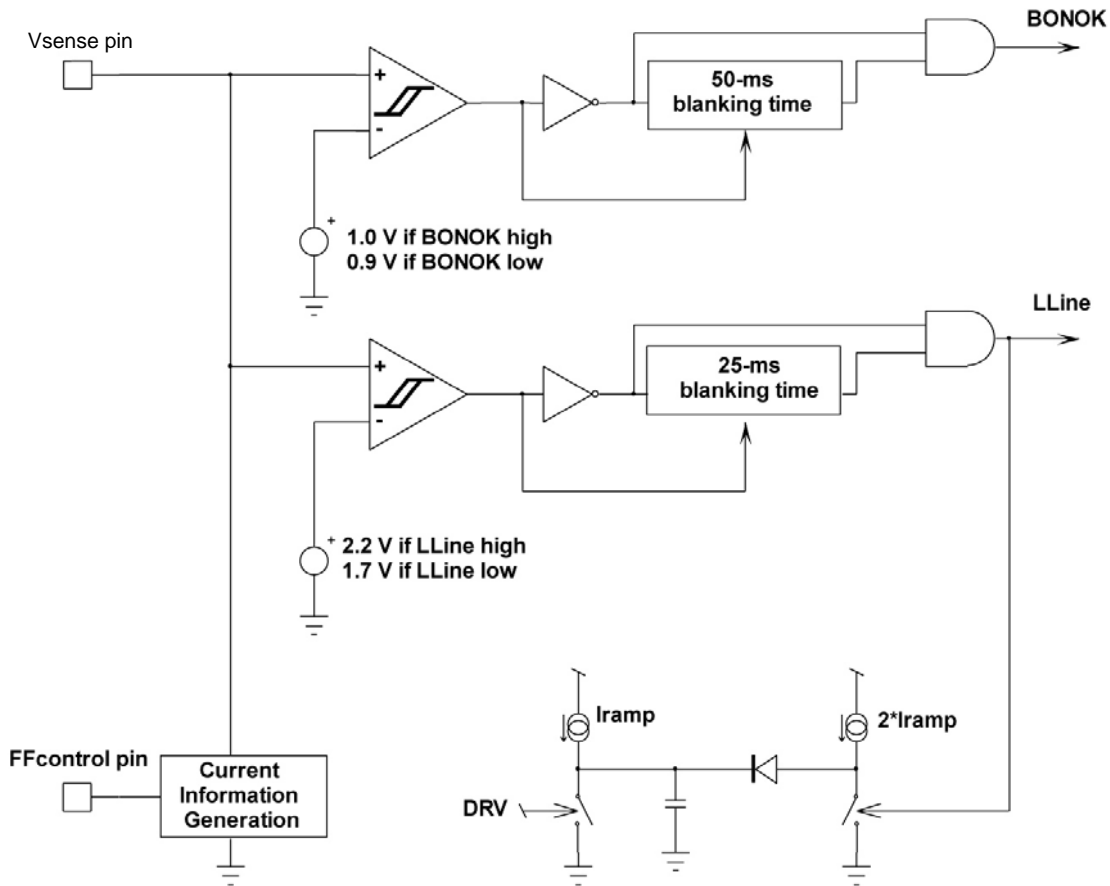 BONOK
Vsense pin
+
-
50-ms
blanking time
+
1.0 V if BONOK high
0.9 V if BONOK low
LLine
+
-
25-ms
blanking time
+
2.2 V if LLine high
1.7 V if LLine low
Iramp
2*Iramp
FFcontrol pin
Current
Information
Generation
DRV